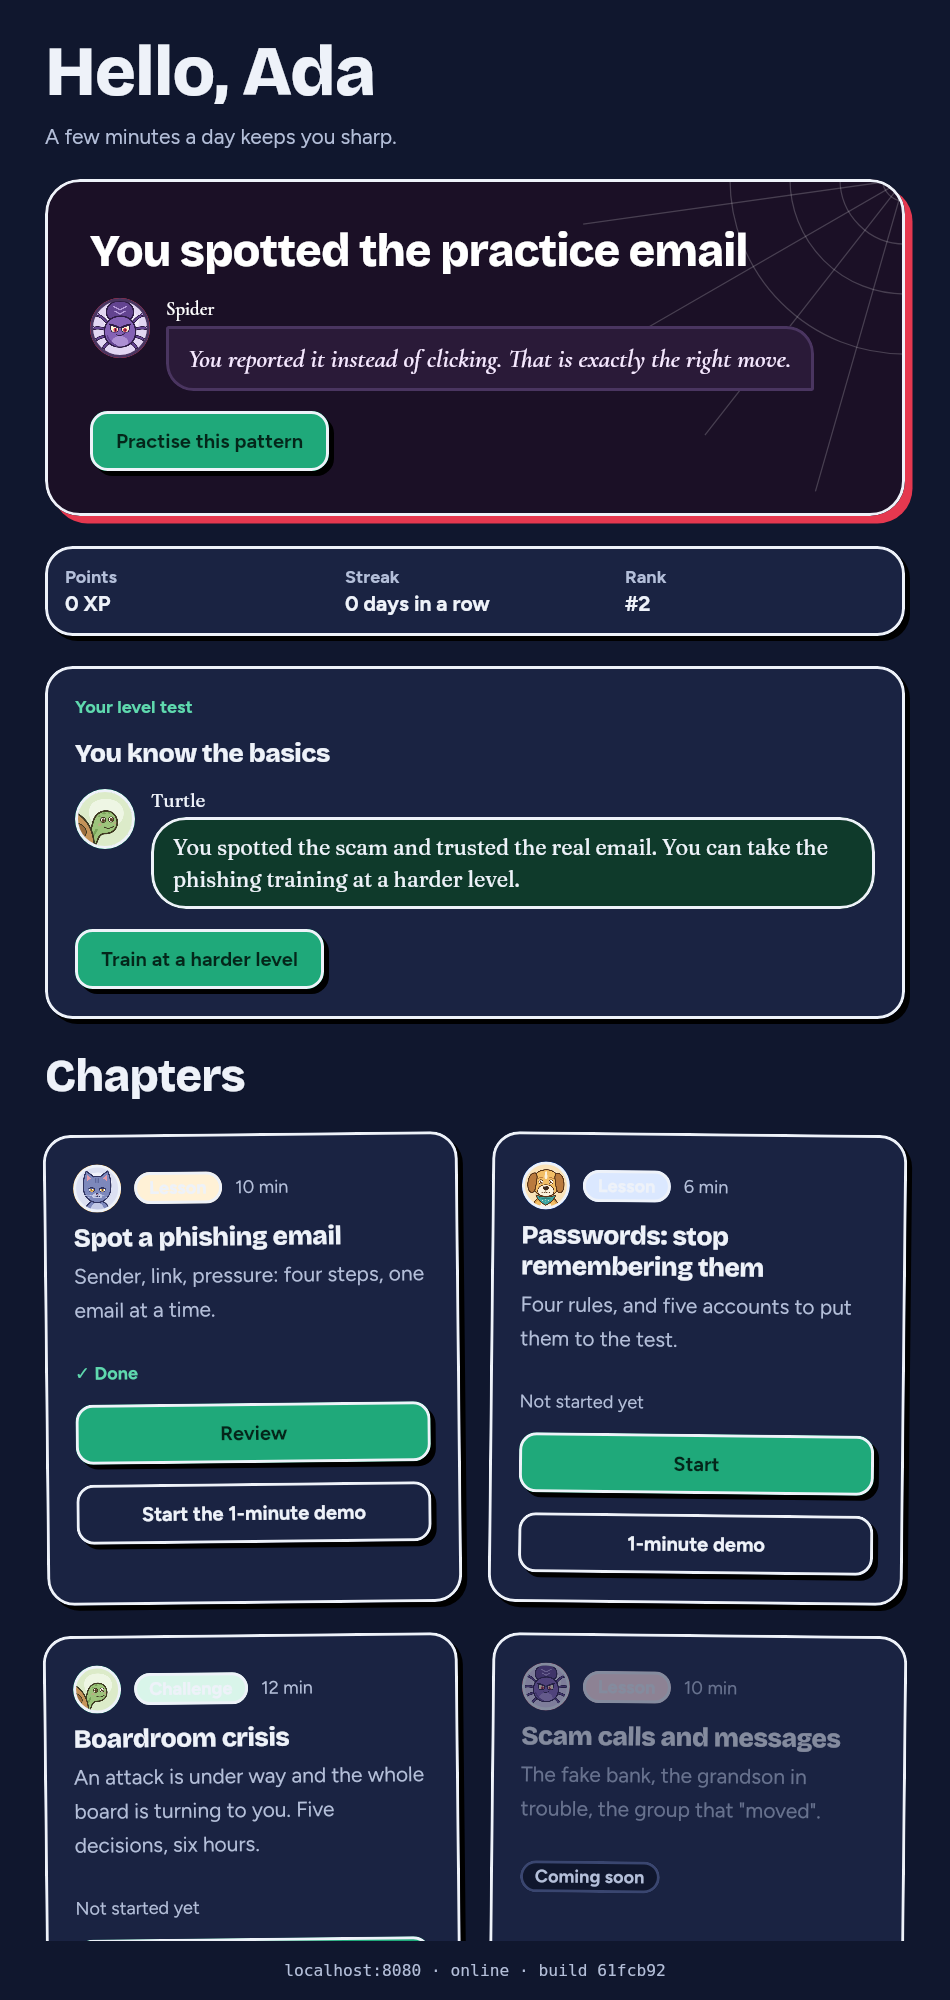 Hello, Ada
A few minutes a day keeps you sharp.
You spotted the practice email
Spider
You reported it instead of clicking. That is exactly the right move.
Practise this pattern
Points
0 XP
Streak
0 days in a row
Rank
#2
Your level test
You know the basics
Turtle
You spotted the scam and trusted the real email. You can take the
phishing training at a harder level.
Train at a harder level
Chapters
Lesson 10 min
Spot a phishing email
Sender, link, pressure: four steps, one
email at a time.
✓ Done
Review
Start the 1-minute demo
Lesson 6 min
Passwords: stop
remembering them
Four rules, and five accounts to put
them to the test.
Not started yet
Start
1-minute demo
Challenge 12 min
Boardroom crisis
An attack is under way and the whole
board is turning to you. Five
decisions, six hours.
Not started yet
Lesson 10 min
Scam calls and messages
The fake bank, the grandson in
trouble, the group that "moved".
Coming soon
localhost:8080 · online · build 61fcb92